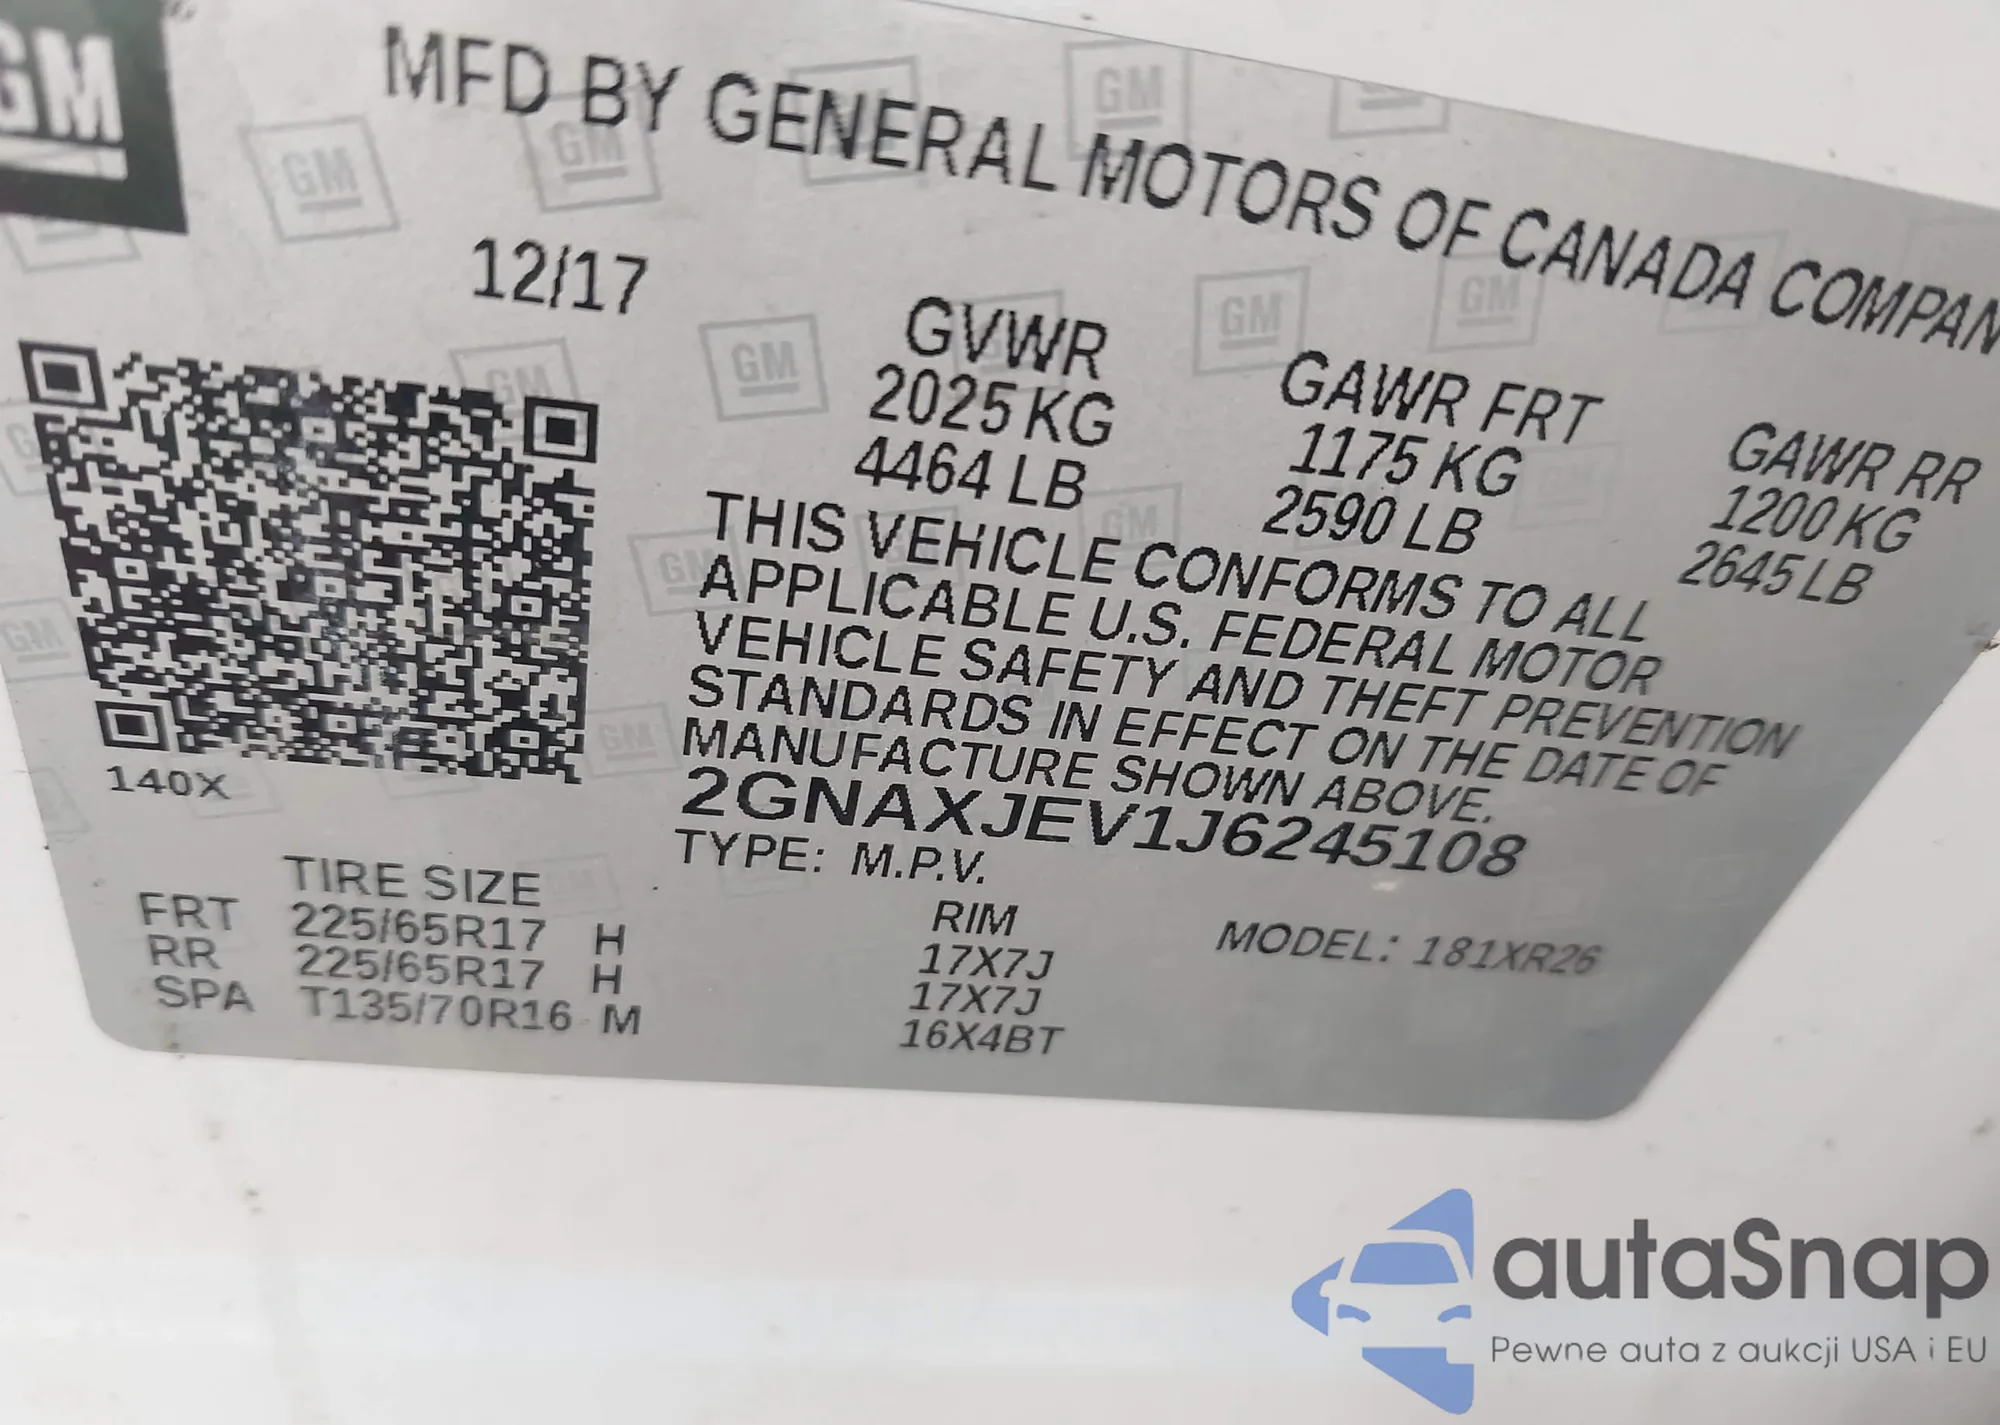 GM
MFD BY GENERAL MOTORS OF CANADA COMPAN
12/17
GVWR
2025 KG
4464 LB
GAWR FRT
1175 KG
2590 LB
GAWR RR
1200 KG
2645 LB
THIS VEHICLE CONFORMS TO ALL
APPLICABLE U.S. FEDERAL MOTOR
VEHICLE SAFETY AND THEFT PREVENTION
STANDARDS IN EFFECT ON THE DATE OF
MANUFACTURE SHOWN ABOVE.
2GNAXJEV1J6245108
TYPE: M.P.V.
140X
TIRE SIZE RIM MODEL: 181XR26
FRT 225/65R17 H 17X7J
RR 225/65R17 H 17X7J
SPA T135/70R16 M 16X4BT
autaSnap
Pewne auta z aukcji USA i EU